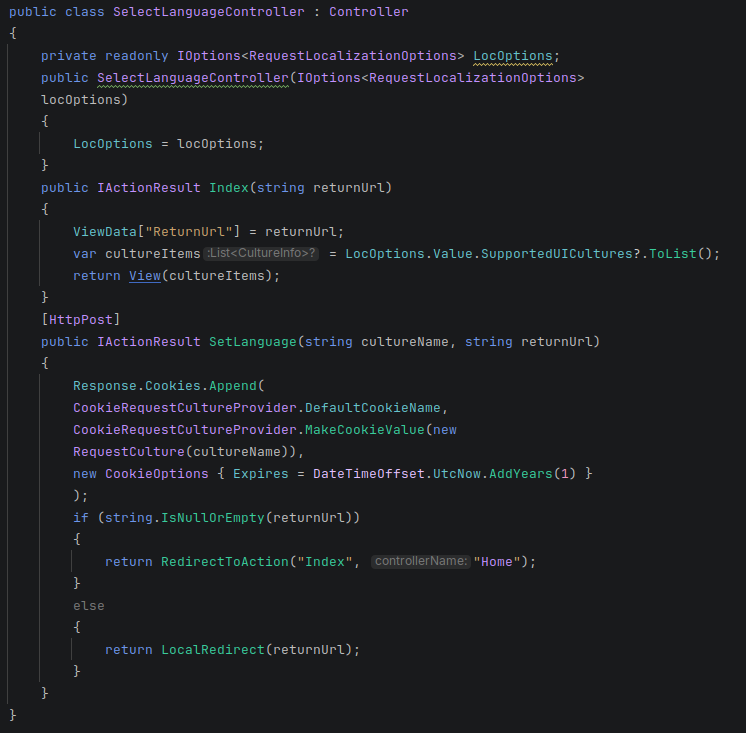 public class SelectLanguageController : Controller
{
    private readonly IOptions<RequestLocalizationOptions> LocOptions;
    public SelectLanguageController(IOptions<RequestLocalizationOptions>
    locOptions)
    {
        LocOptions = locOptions;
    }
    public IActionResult Index(string returnUrl)
    {
        ViewData["ReturnUrl"] = returnUrl;
        var cultureItems :List<CultureInfo>? = LocOptions.Value.SupportedUICultures?.ToList();
        return View(cultureItems);
    }
    [HttpPost]
    public IActionResult SetLanguage(string cultureName, string returnUrl)
    {
        Response.Cookies.Append(
        CookieRequestCultureProvider.DefaultCookieName,
        CookieRequestCultureProvider.MakeCookieValue(new
        RequestCulture(cultureName)),
        new CookieOptions { Expires = DateTimeOffset.UtcNow.AddYears(1) }
        );
        if (string.IsNullOrEmpty(returnUrl))
        {
            return RedirectToAction("Index", controllerName: "Home");
        }
        else
        {
            return LocalRedirect(returnUrl);
        }
    }
}